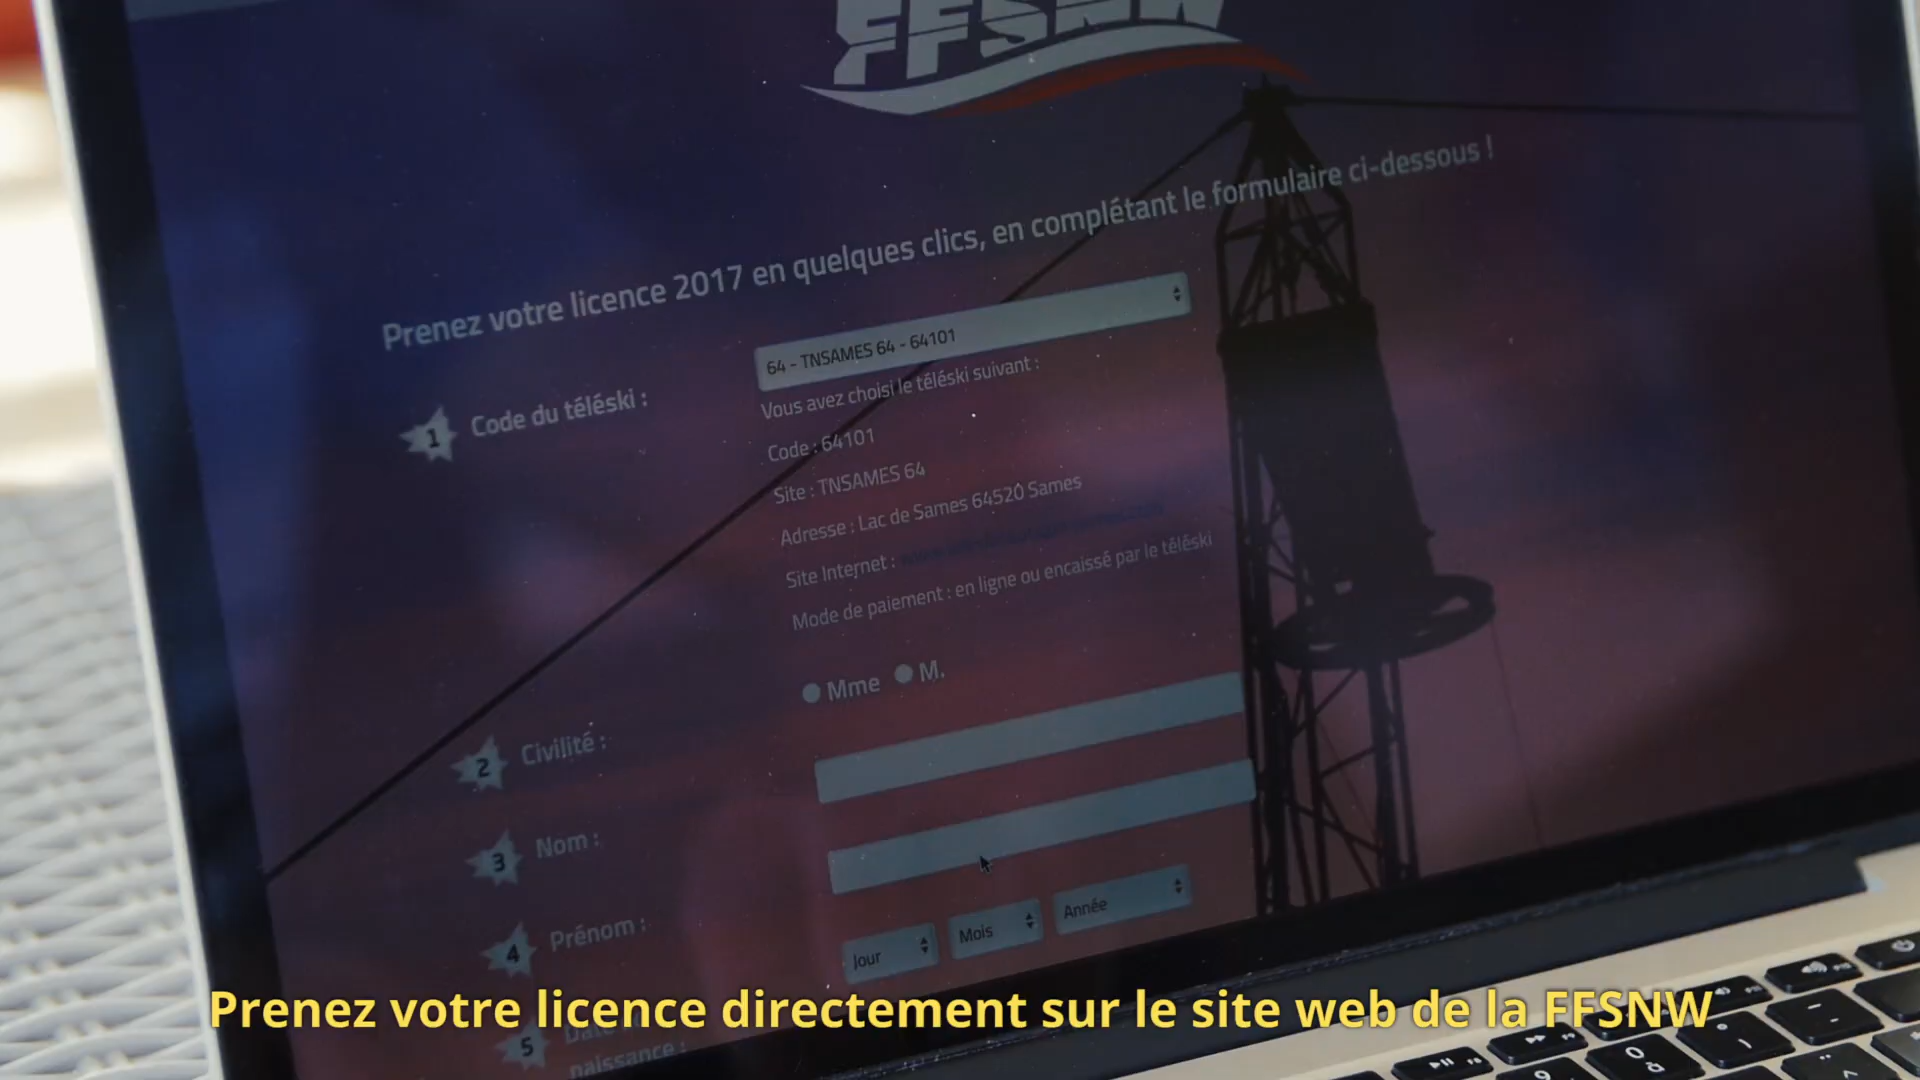 FFSNW
Prenez votre licence 2017 en quelques clics, en complétant le formulaire ci-dessous !
1 Code du téléski :
64 - TNSAMES 64 - 64101
Vous avez choisi le téléski suivant :
Code : 64101
Site : TNSAMES 64
Adresse : Lac de Sames 64520 Sames
Site Internet :
Mode de paiement : en ligne ou encaissé par le téléski
2 Civilité :
Mme M.
3 Nom :
4 Prénom :
5 naissance :
Jour Mois Année
Prenez votre licence directement sur le site web de la FFSNW